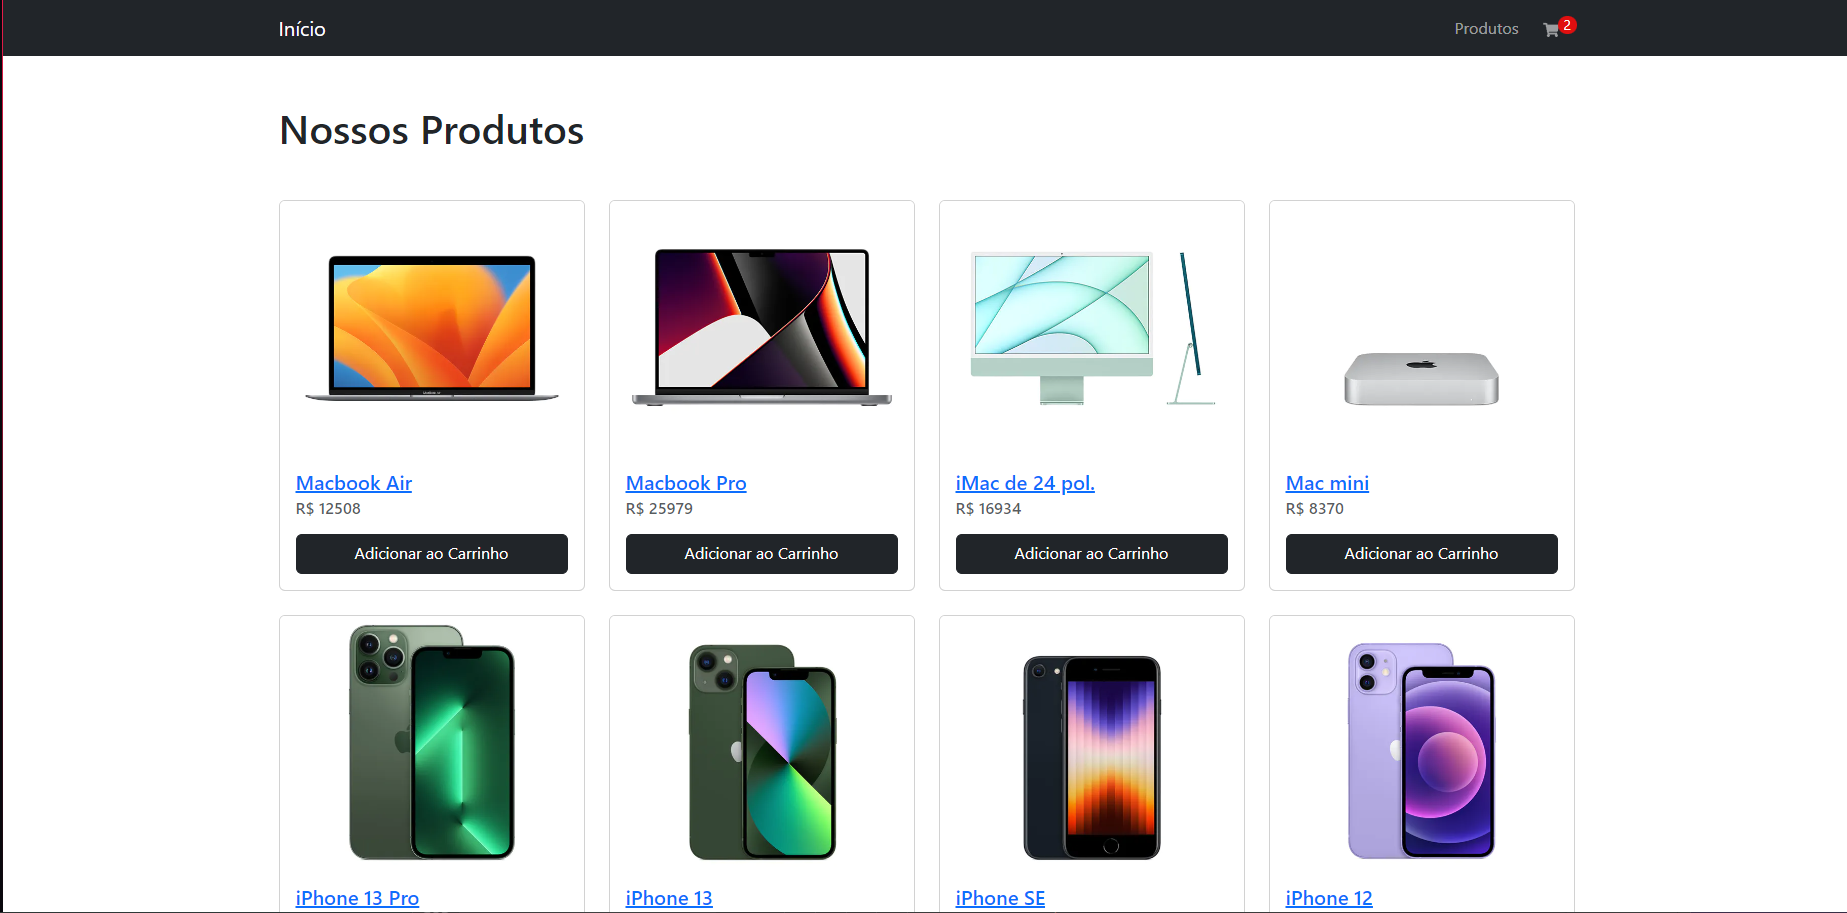 Início
Produtos
2
Nossos Produtos
Macbook Air
R$ 12508
Adicionar ao Carrinho
Macbook Pro
R$ 25979
Adicionar ao Carrinho
iMac de 24 pol.
R$ 16934
Adicionar ao Carrinho
Mac mini
R$ 8370
Adicionar ao Carrinho
iPhone 13 Pro
iPhone 13
iPhone SE
iPhone 12